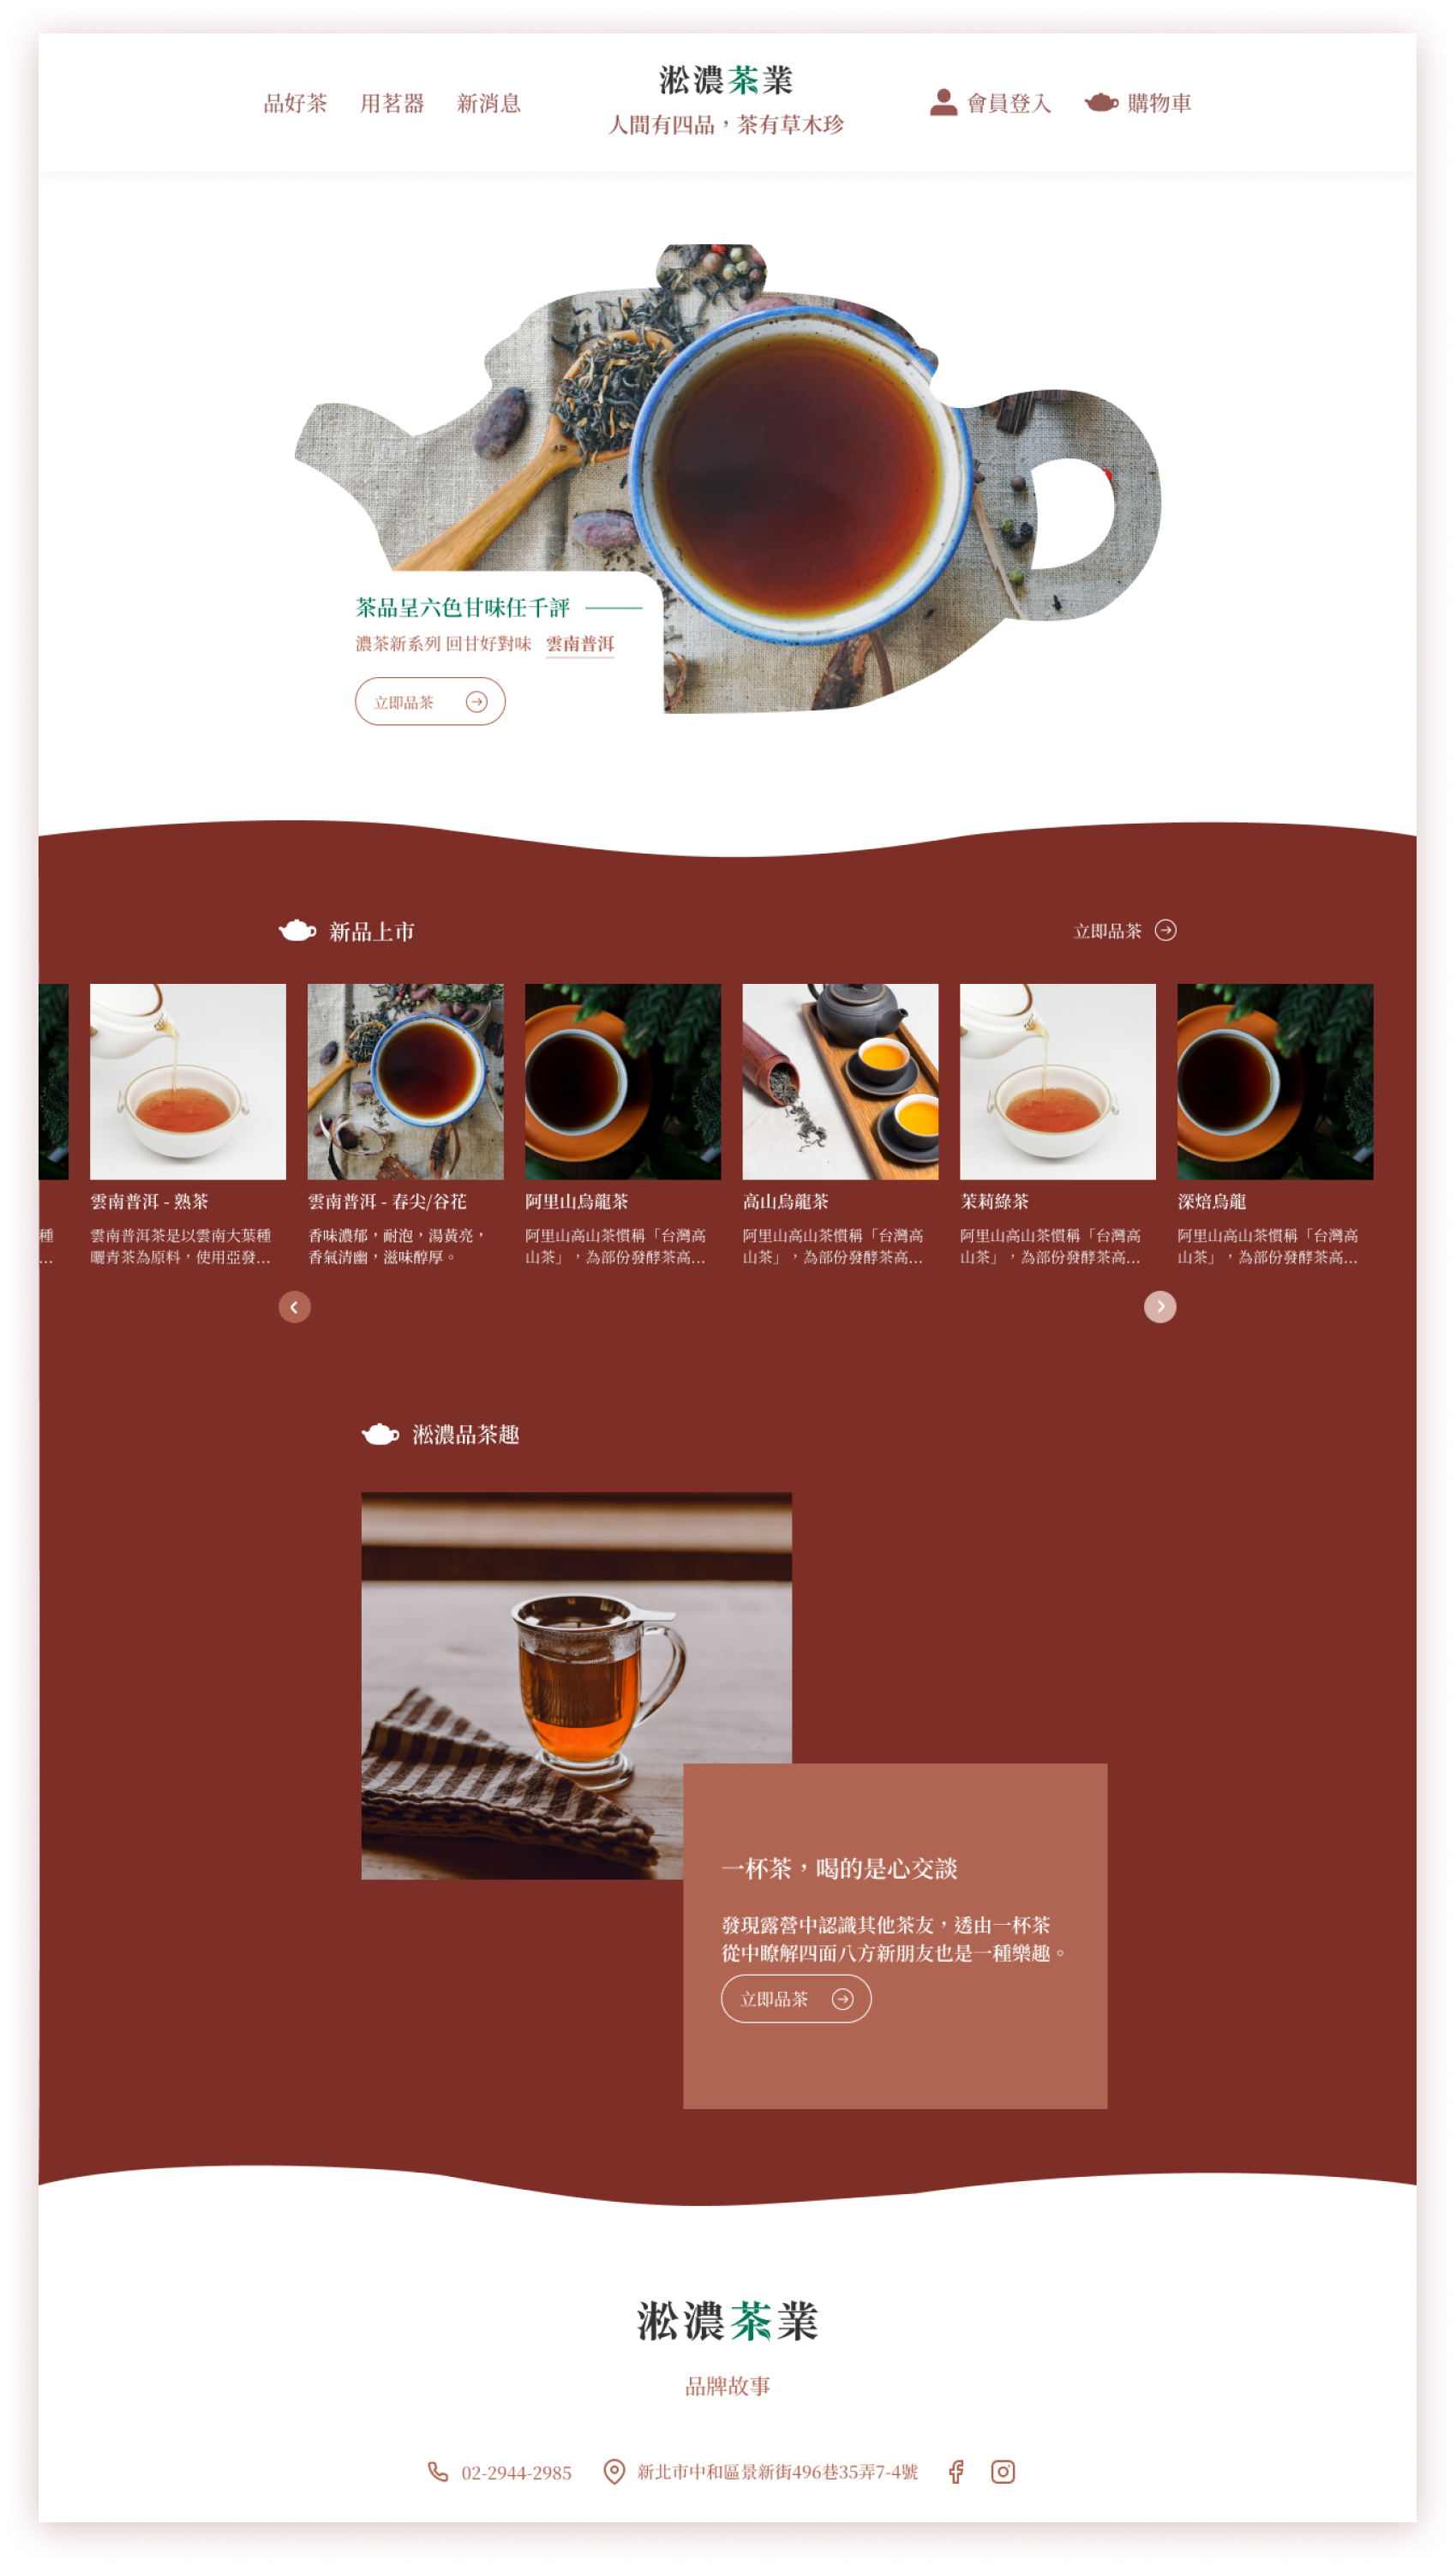 品好茶
用茗器
新消息
淞濃茶業
人間有四品，茶有草木珍
會員登入
購物車
茶品呈六色甘味任千評
濃茶新系列 回甘好對味 雲南普洱
立即品茶
新品上市
立即品茶
種
...
雲南普洱 - 熟茶
雲南普洱茶是以雲南大葉種
曬青茶為原料，使用亞發...
雲南普洱 - 春尖/谷花
香味濃郁，耐泡，湯黃亮，
香氣清幽，滋味醇厚。
阿里山烏龍茶
阿里山高山茶慣稱「台灣高
山茶」，為部份發酵茶高...
高山烏龍茶
阿里山高山茶慣稱「台灣高
山茶」，為部份發酵茶高...
茉莉綠茶
阿里山高山茶慣稱「台灣高
山茶」，為部份發酵茶高...
深焙烏龍
阿里山高山茶慣稱「台灣高
山茶」，為部份發酵茶高...
淞濃品茶趣
一杯茶，喝的是心交談
發現露營中認識其他茶友，透由一杯茶
從中瞭解四面八方新朋友也是一種樂趣。
立即品茶
淞濃茶業
品牌故事
02-2944-2985
新北市中和區景新街496巷35弄7-4號